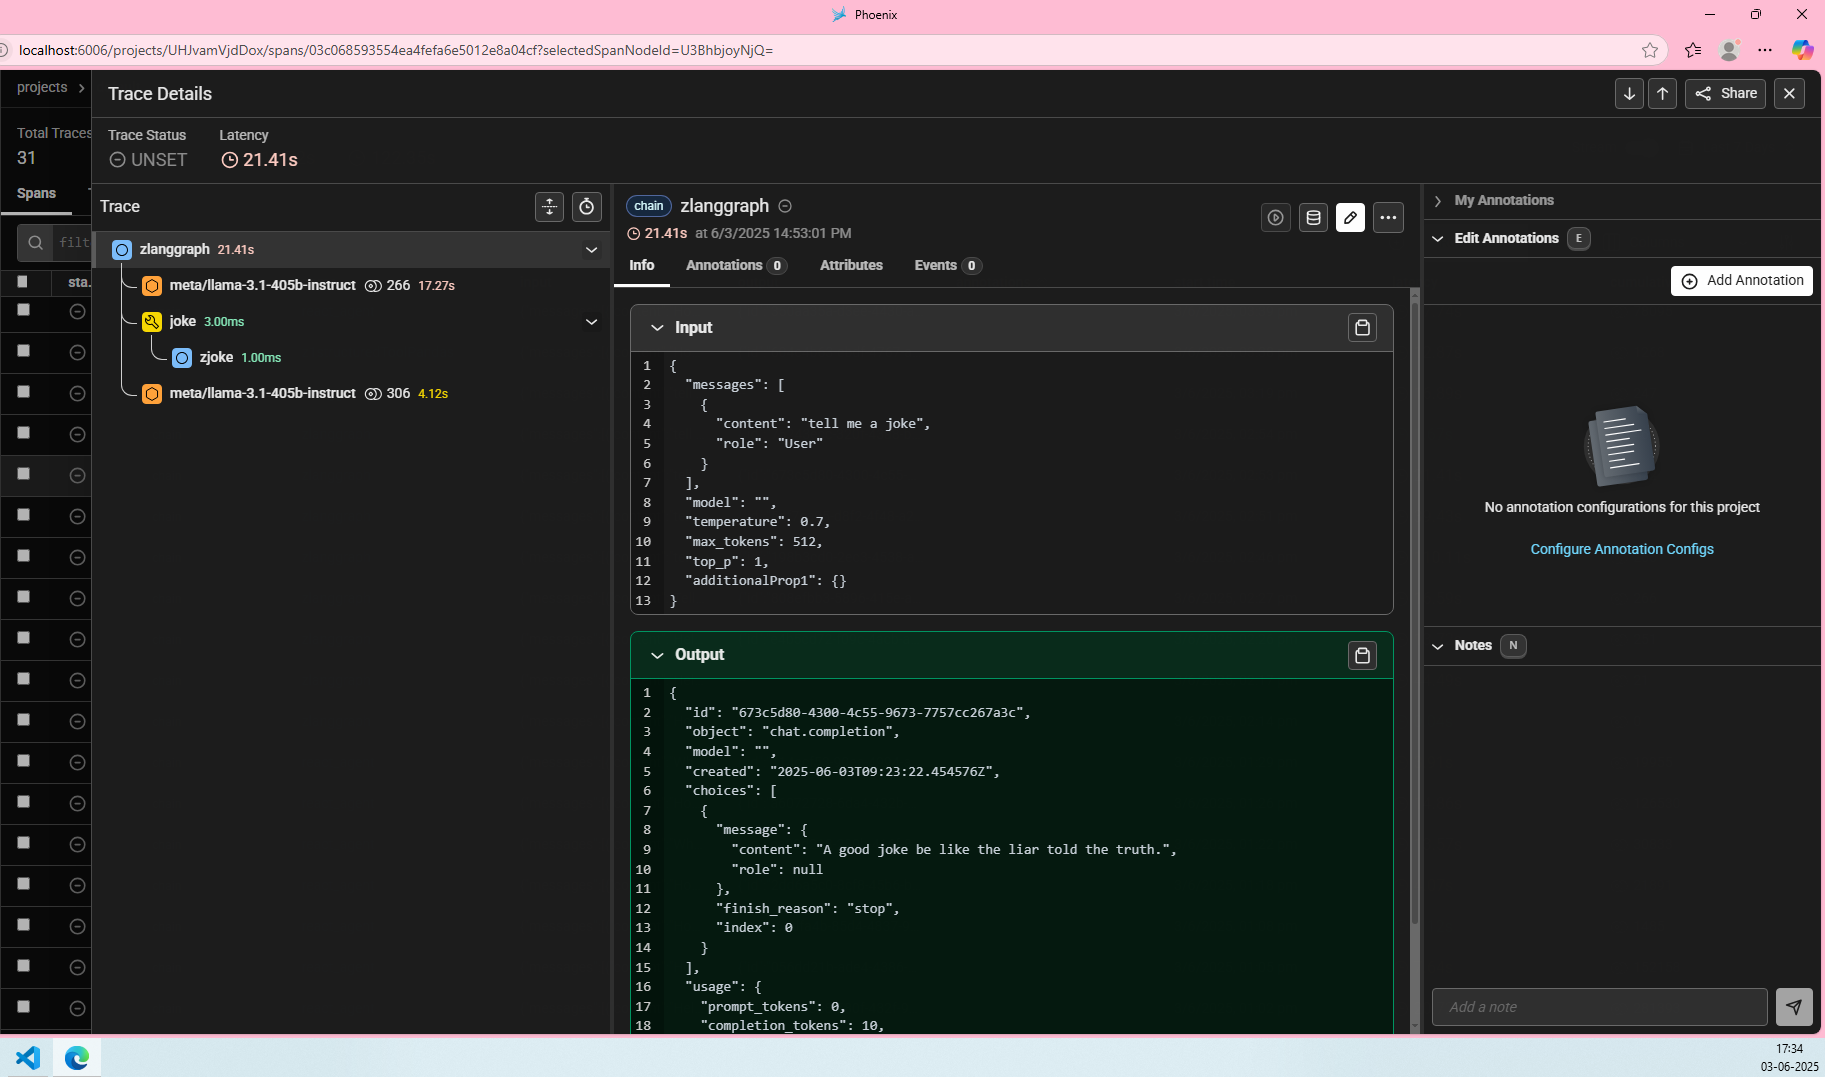 Phoenix
localhost:6006/projects/UHJvamVjdDox/spans/03c068593554ea4fefa6e5012e8a04cf?selectedSpanNodeId=U3BhbjoyNjQ=
projects
Total Traces
31
Spans
filt
sta.
Trace Details
Share
Trace Status
Latency
UNSET
21.41s
Trace
zlanggraph 21.41s
meta/llama-3.1-405b-instruct 266 17.27s
joke 3.00ms
zjoke 1.00ms
meta/llama-3.1-405b-instruct 306 4.12s
chain zlanggraph
21.41s at 6/3/2025 14:53:01 PM
Info Annotations 0 Attributes Events 0
Input
1 {
2 "messages": [
3 {
4 "content": "tell me a joke",
5 "role": "User"
6 }
7 ],
8 "model": "",
9 "temperature": 0.7,
10 "max_tokens": 512,
11 "top_p": 1,
12 "additionalProp1": {}
13 }
Output
1 {
2 "id": "673c5d80-4300-4c55-9673-7757cc267a3c",
3 "object": "chat.completion",
4 "model": "",
5 "created": "2025-06-03T09:23:22.454576Z",
6 "choices": [
7 {
8 "message": {
9 "content": "A good joke be like the liar told the truth.",
10 "role": null
11 },
12 "finish_reason": "stop",
13 "index": 0
14 }
15 ],
16 "usage": {
17 "prompt_tokens": 0,
18 "completion_tokens": 10,
My Annotations
Edit Annotations E
Add Annotation
No annotation configurations for this project
Configure Annotation Configs
Notes N
Add a note
17:34
03-06-2025